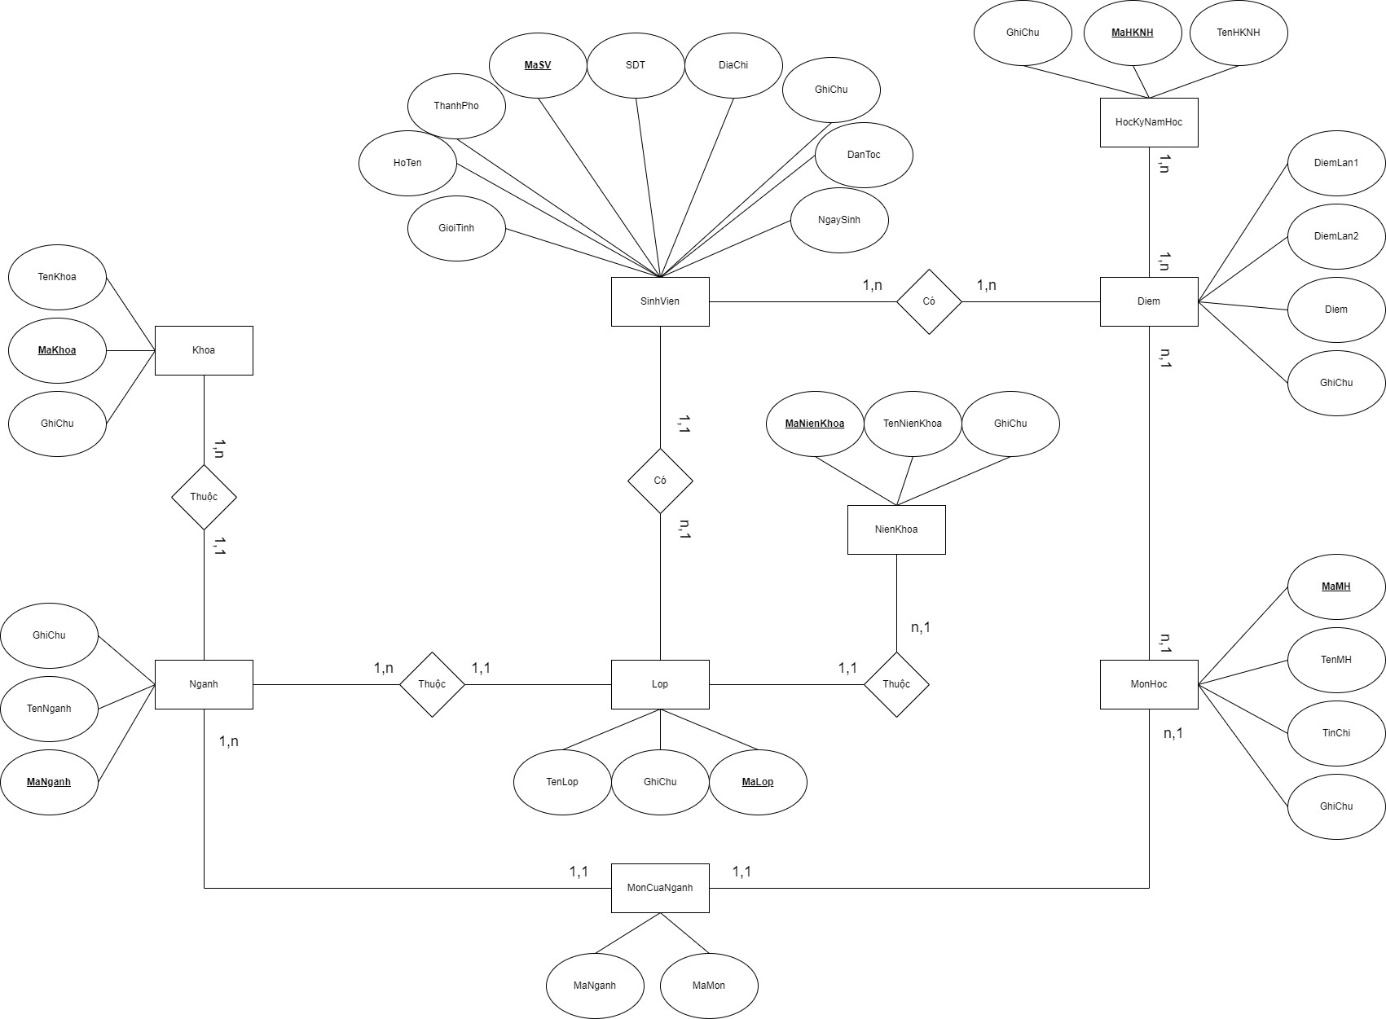 GhiChu
MaHKNH
TenHKNH
HocKyNamHoc
1,n
1,n
MaSV
SDT
DiaChi
GhiChu
ThanhPho
HoTen
DanToc
GioiTinh
NgaySinh
SinhVien
1,n
Có
1,n
Diem
DiemLan1
DiemLan2
Diem
GhiChu
TenKhoa
MaKhoa
GhiChu
Khoa
1,n
Thuộc
1,1
1,1
Có
n,1
n,1
MaNienKhoa
TenNienKhoa
GhiChu
NienKhoa
n,1
GhiChu
TenNganh
MaNganh
Nganh
1,n
Thuộc
1,1
Lop
1,1
Thuộc
n,1
MonHoc
MaMH
TenMH
TinChi
GhiChu
1,n
n,1
TenLop
GhiChu
MaLop
1,1
MonCuaNganh
1,1
MaNganh
MaMon